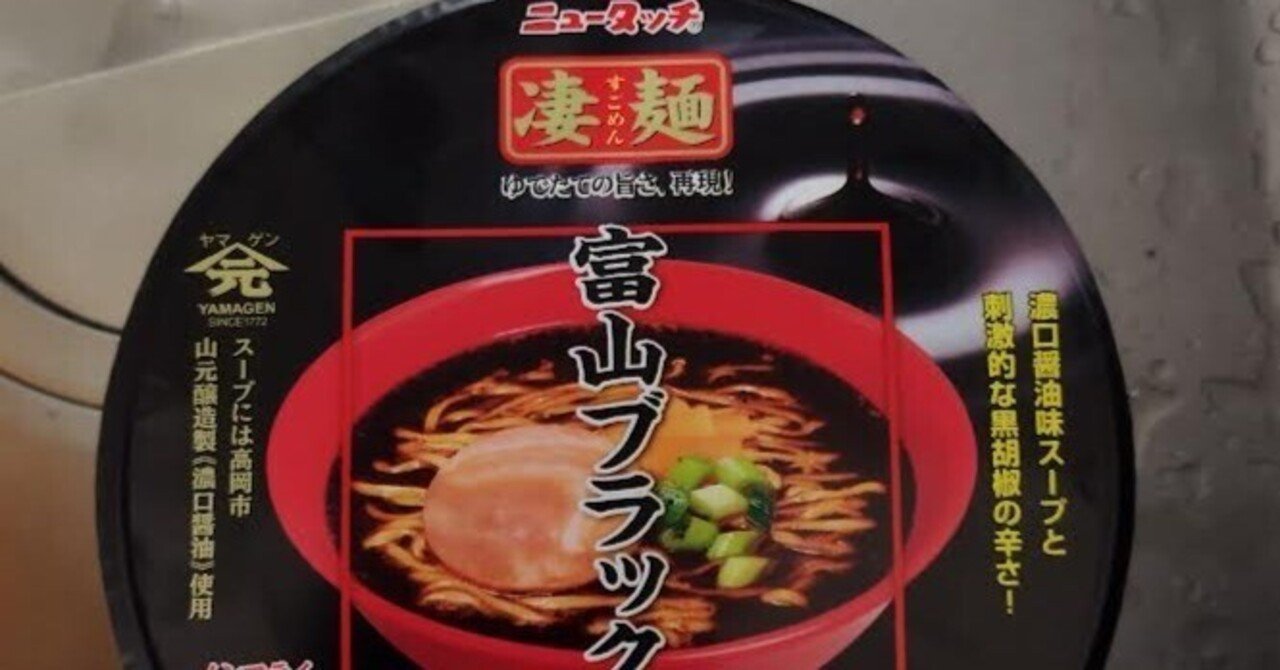 ニュータッチ®
凄麺
すごめん
ゆでたての旨さ、再現!
ヤマ ゲン
元
YAMAGEN
SINCE1772
スープには高岡市
山元醸造製《濃口醤油》使用
富山ブラック
濃口醤油味スープと
刺激的な黒胡椒の辛さ!